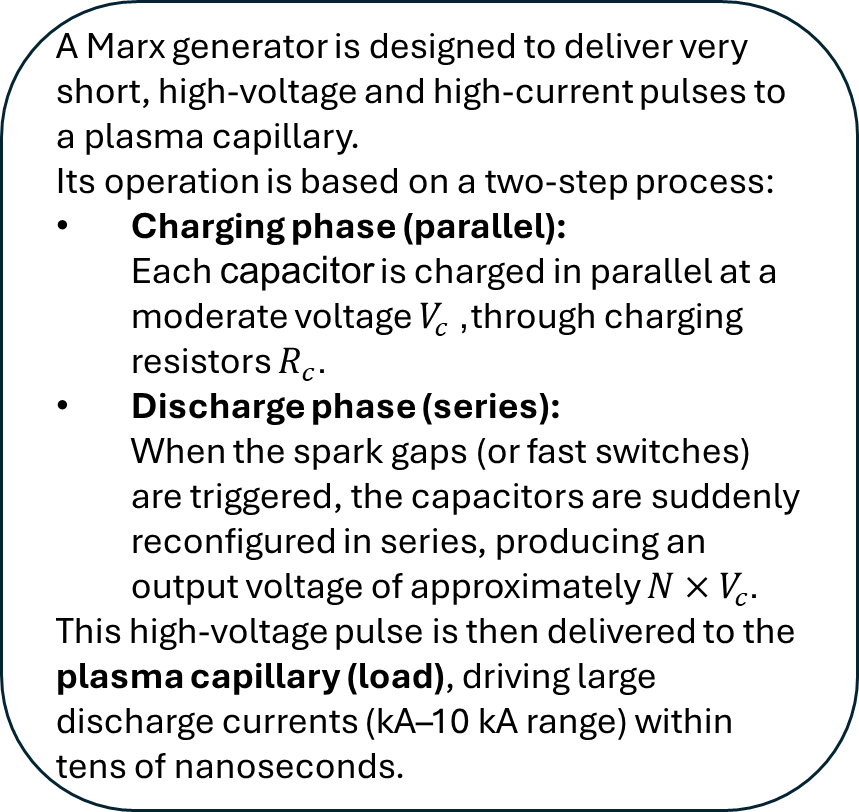 A Marx generator is designed to deliver very
short, high-voltage and high-current pulses to
a plasma capillary.
Its operation is based on a two-step process:
• Charging phase (parallel):
Each capacitor is charged in parallel at a
moderate voltage V_c ,through charging
resistors R_c.
• Discharge phase (series):
When the spark gaps (or fast switches)
are triggered, the capacitors are suddenly
reconfigured in series, producing an
output voltage of approximately N × V_c.
This high-voltage pulse is then delivered to the
plasma capillary (load), driving large
discharge currents (kA–10 kA range) within
tens of nanoseconds.